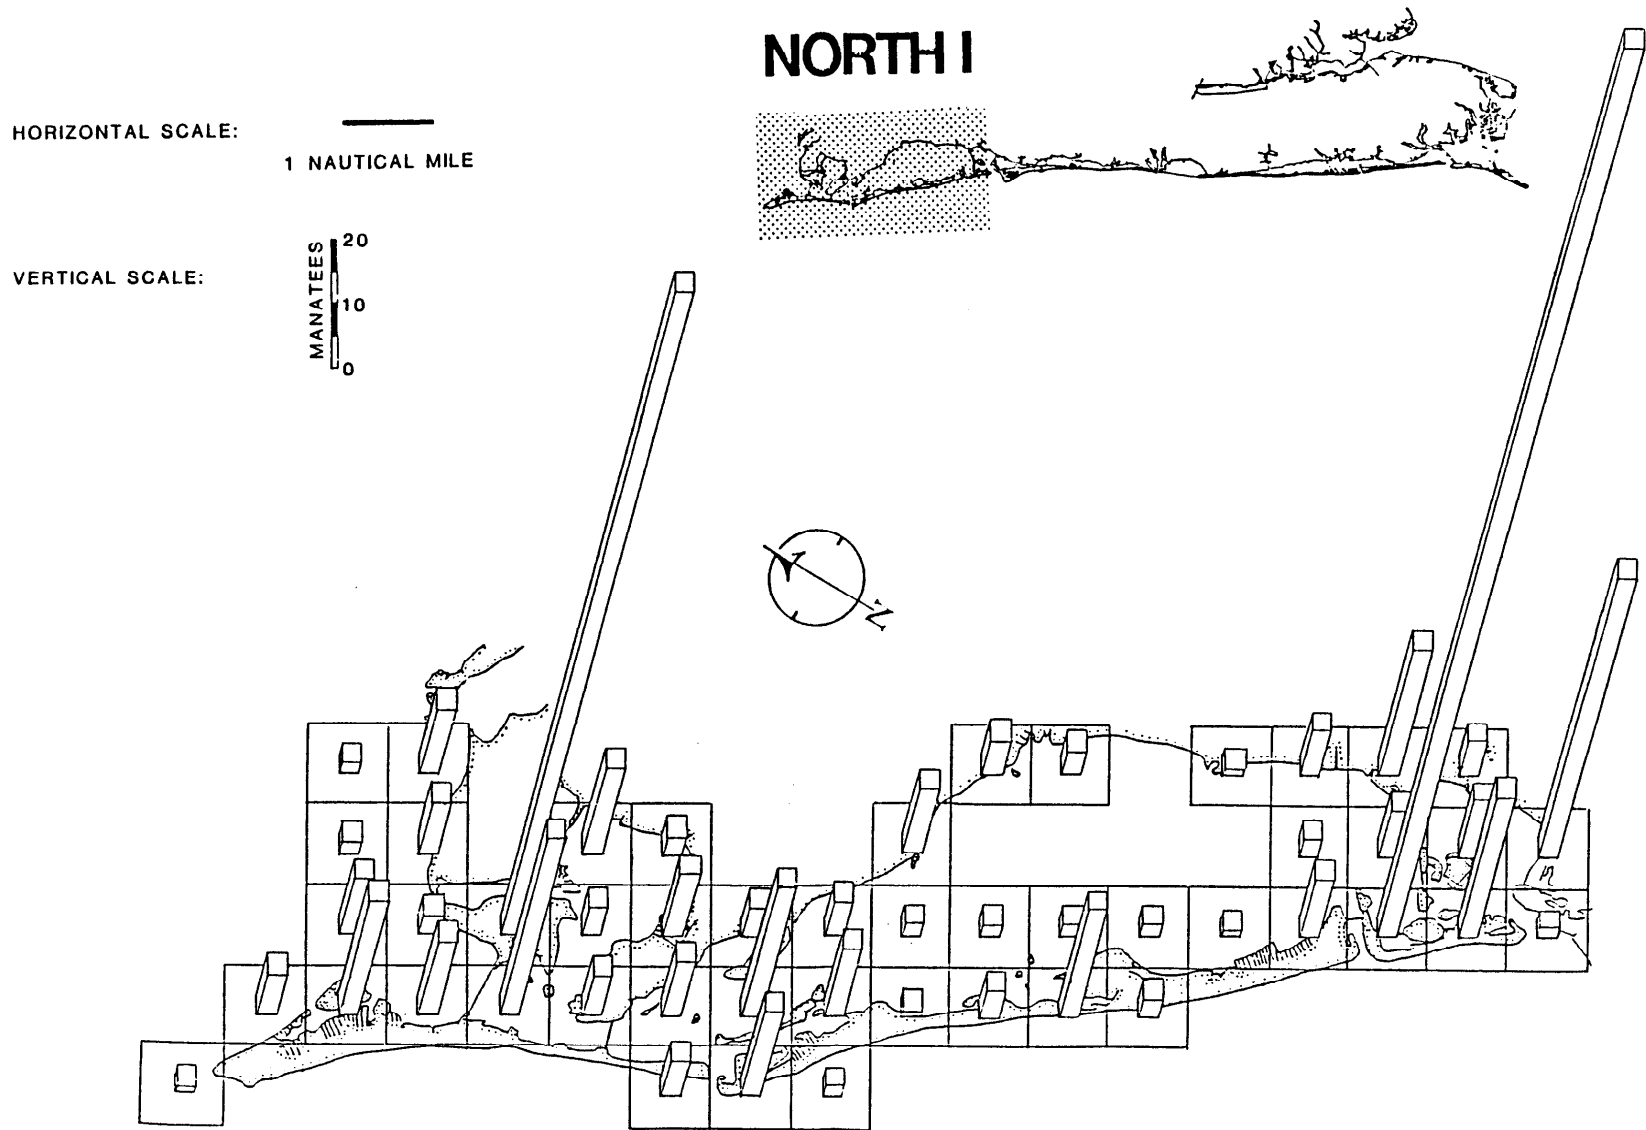 NORTH I
HORIZONTAL SCALE:
1 NAUTICAL MILE
VERTICAL SCALE:
MANATEES
20
10
0
N